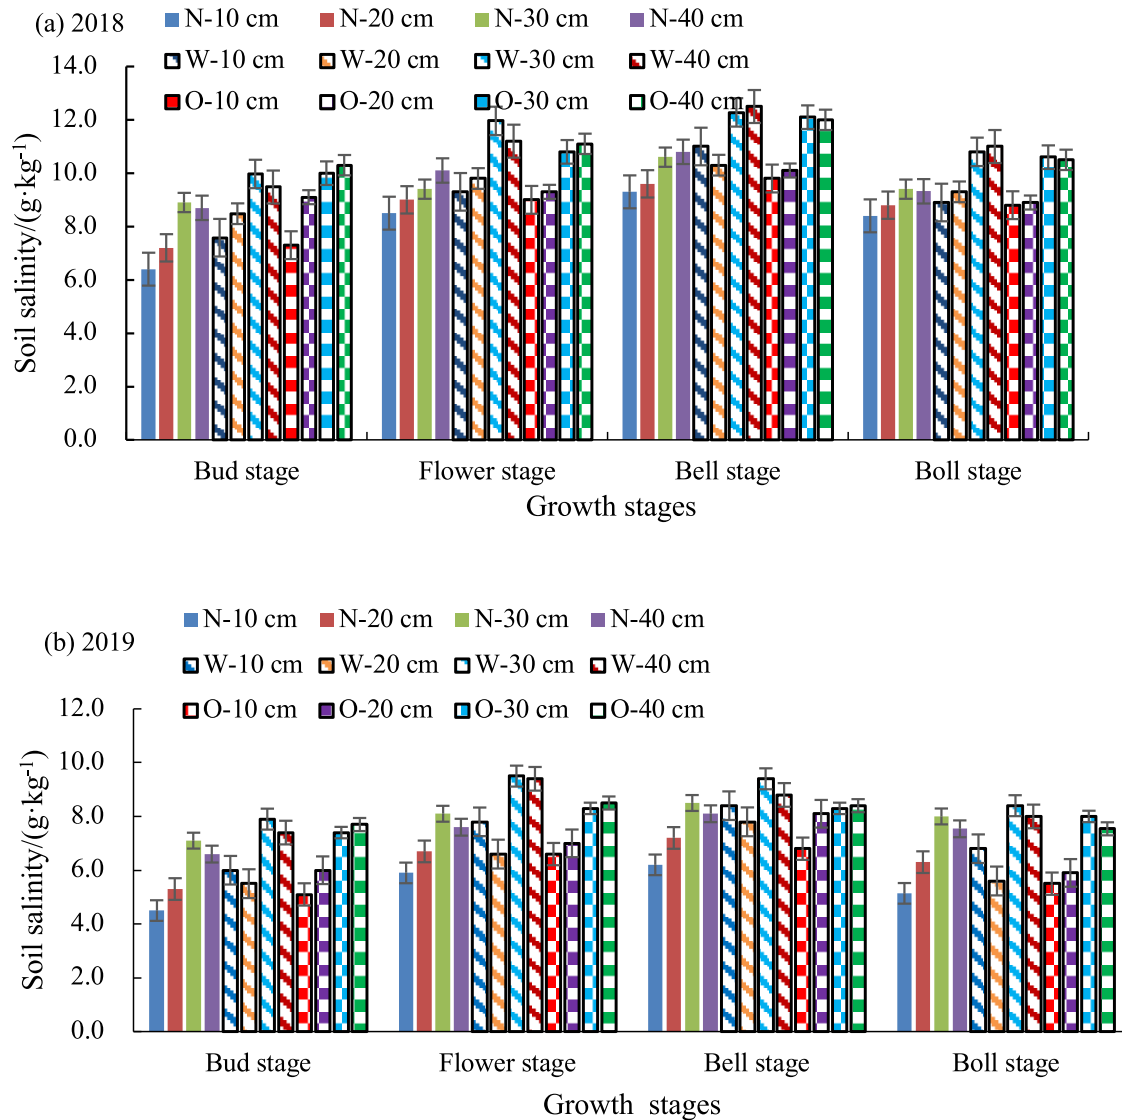 (a) 2018
N-10 cm N-20 cm N-30 cm N-40 cm
W-10 cm W-20 cm W-30 cm W-40 cm
O-10 cm O-20 cm O-30 cm O-40 cm
Soil salinity/(g·kg⁻¹)
14.0
12.0
10.0
8.0
6.0
4.0
2.0
0.0
Bud stage Flower stage Bell stage Boll stage
Growth stages
(b) 2019
N-10 cm N-20 cm N-30 cm N-40 cm
W-10 cm W-20 cm W-30 cm W-40 cm
O-10 cm O-20 cm O-30 cm O-40 cm
Soil salinity/(g·kg⁻¹)
12.0
10.0
8.0
6.0
4.0
2.0
0.0
Bud stage Flower stage Bell stage Boll stage
Growth stages